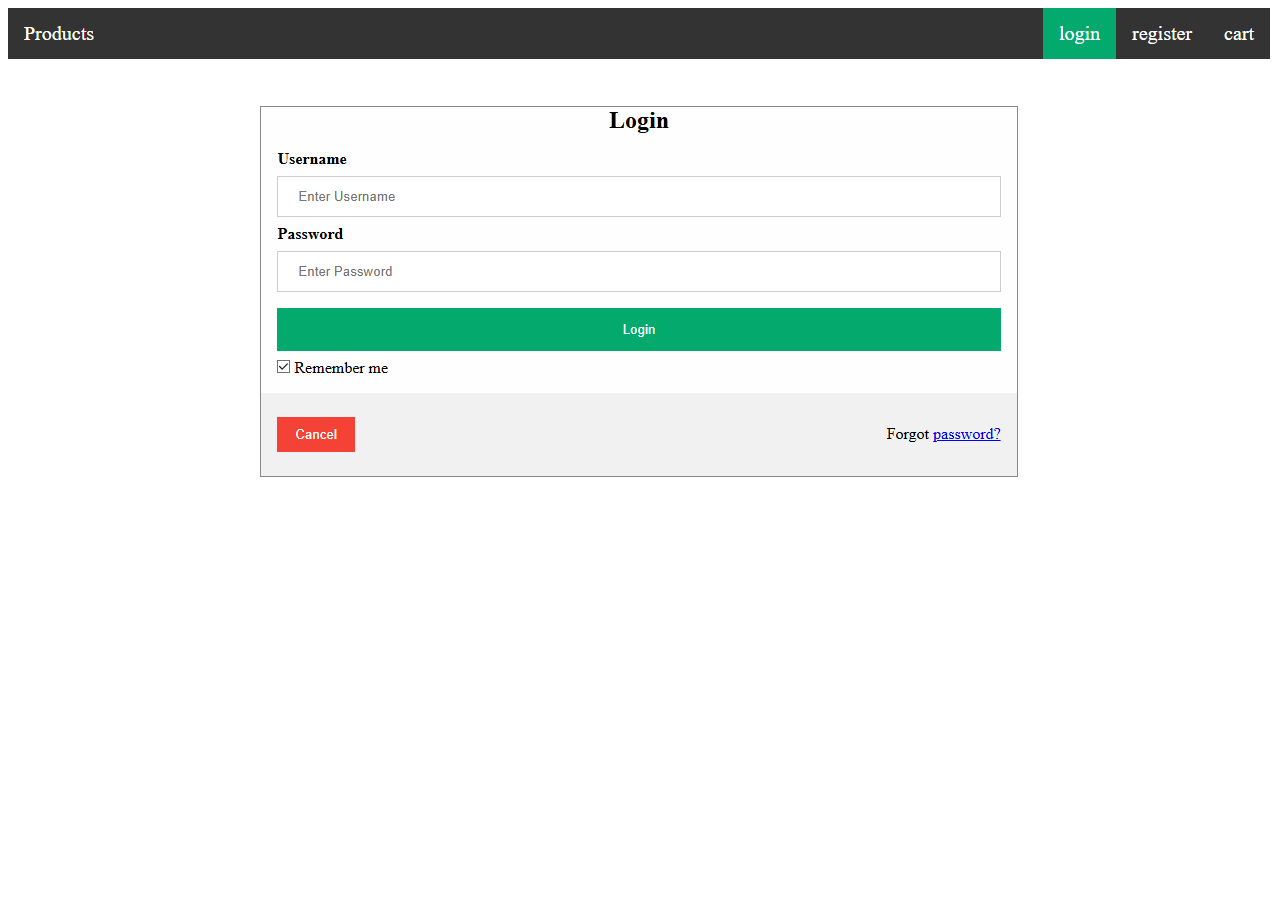 Products login register cart
Login
Username
Enter Username
Password
Enter Password
Login
Remember me
Cancel Forgot password?